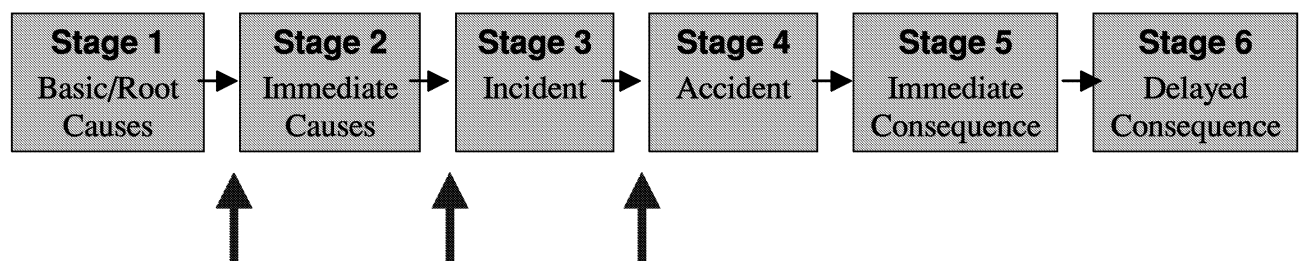 Stage 1
Basic/Root
Causes
Stage 2
Immediate
Causes
Stage 3
Incident
Stage 4
Accident
Stage 5
Immediate
Consequence
Stage 6
Delayed
Consequence